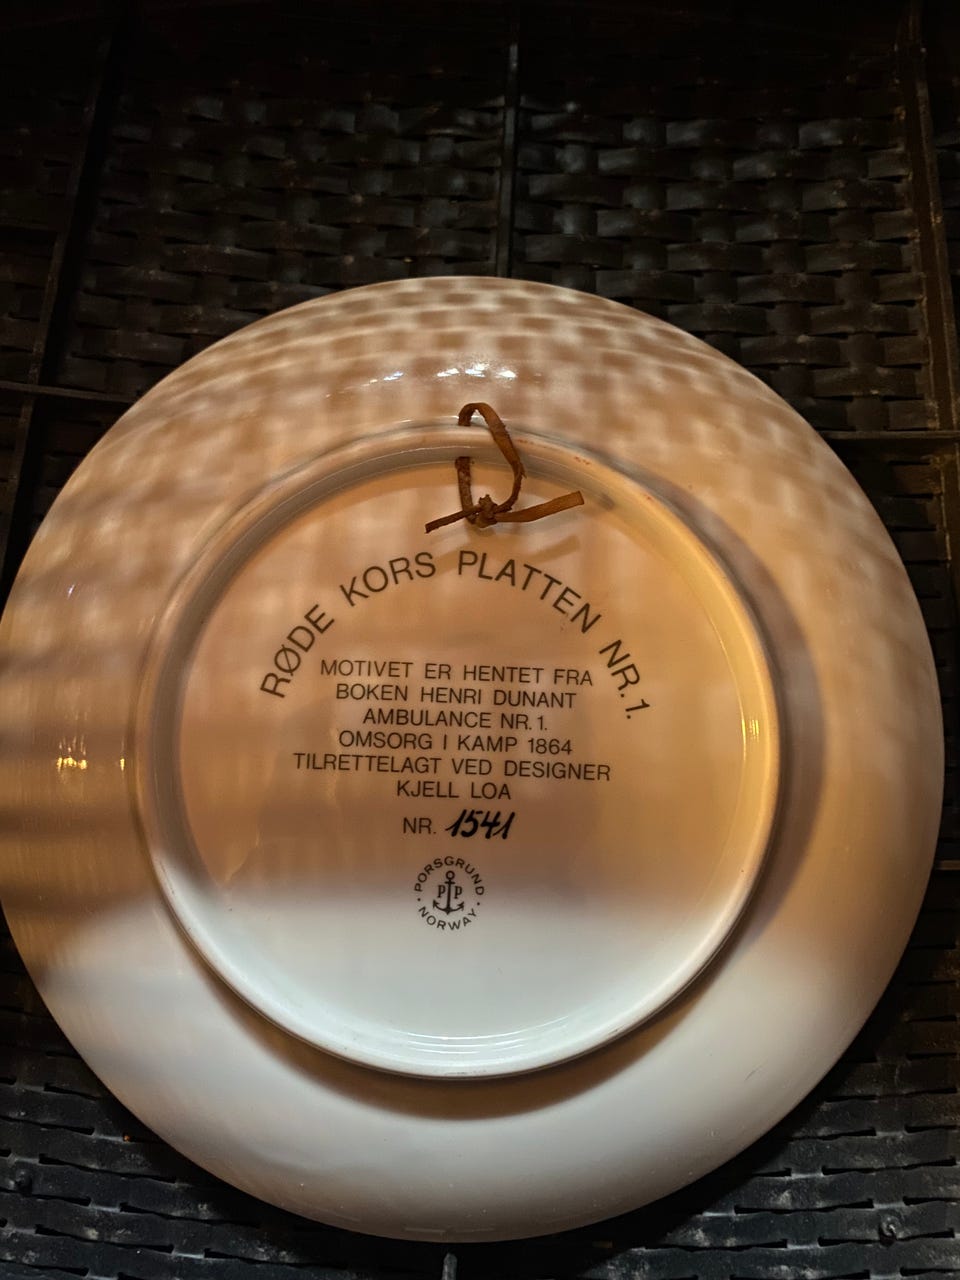 RØDE KORS PLATTEN NR. 1.
MOTIVET ER HENTET FRA
BOKEN HENRI DUNANT
AMBULANCE NR. 1.
OMSORG I KAMP 1864
TILRETTELAGT VED DESIGNER
KJELL LOA
NR. 1541
PORSGRUND
PP
NORWAY